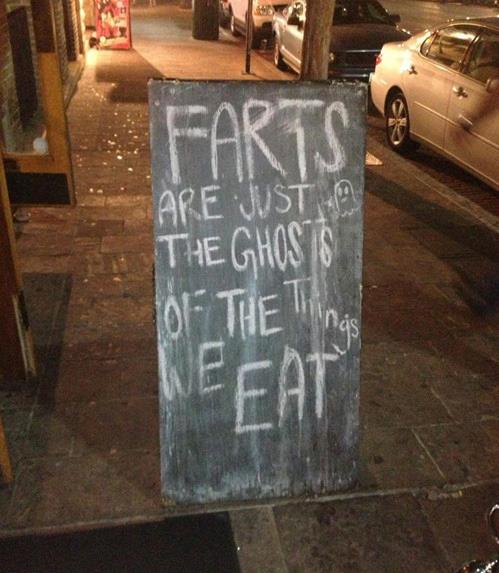 FARTS
ARE JUST
THE GHOSTS
OF THE Things
WE EAT